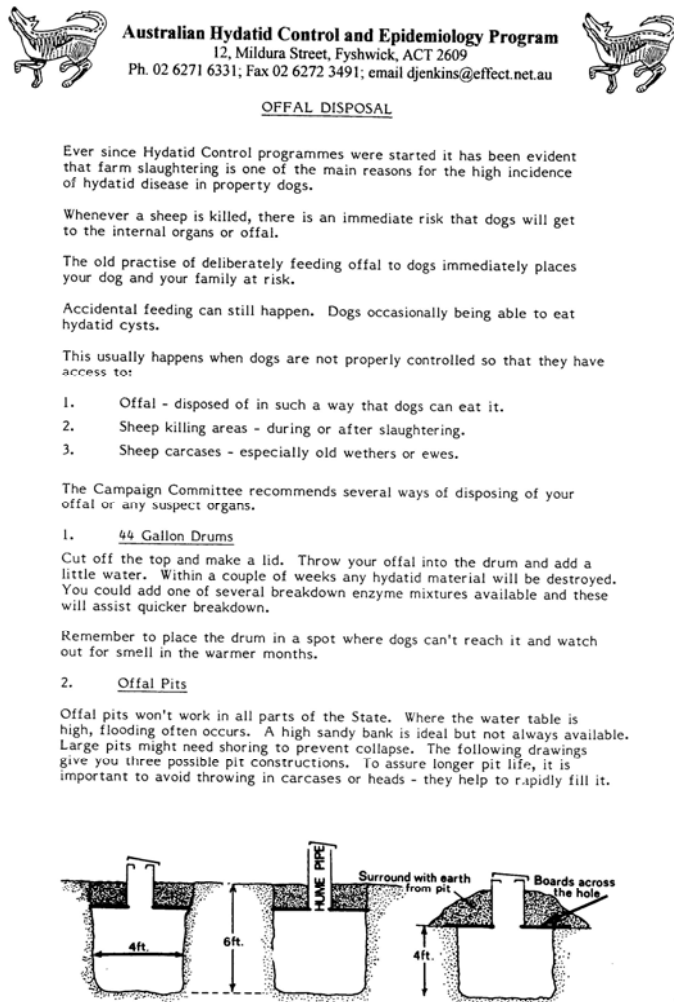 Australian Hydatid Control and Epidemiology Program
12, Mildura Street, Fyshwick, ACT 2609
Ph. 02 6271 6331; Fax 02 6272 3491; email djenkins@effect.net.au
OFFAL DISPOSAL
Ever since Hydatid Control programmes were started it has been evident
that farm slaughtering is one of the main reasons for the high incidence
of hydatid disease in property dogs.
Whenever a sheep is killed, there is an immediate risk that dogs will get
to the internal organs or offal.
The old practise of deliberately feeding offal to dogs immediately places
your dog and your family at risk.
Accidental feeding can still happen. Dogs occasionally being able to eat
hydatid cysts.
This usually happens when dogs are not properly controlled so that they have
access to:
1. Offal - disposed of in such a way that dogs can eat it.
2. Sheep killing areas - during or after slaughtering.
3. Sheep carcases - especially old wethers or ewes.
The Campaign Committee recommends several ways of disposing of your
offal or any suspect organs.
1. 44 Gallon Drums
Cut off the top and make a lid. Throw your offal into the drum and add a
little water. Within a couple of weeks any hydatid material will be destroyed.
You could add one of several breakdown enzyme mixtures available and these
will assist quicker breakdown.
Remember to place the drum in a spot where dogs can't reach it and watch
out for smell in the warmer months.
2. Offal Pits
Offal pits won't work in all parts of the State. Where the water table is
high, flooding often occurs. A high sandy bank is ideal but not always available.
Large pits might need shoring to prevent collapse. The following drawings
give you three possible pit constructions. To assure longer pit life, it is
important to avoid throwing in carcases or heads - they help to rapidly fill it.
HUME PIPE
Surround with earth
from pit
Boards across
the hole
4ft.
6ft.
4ft.